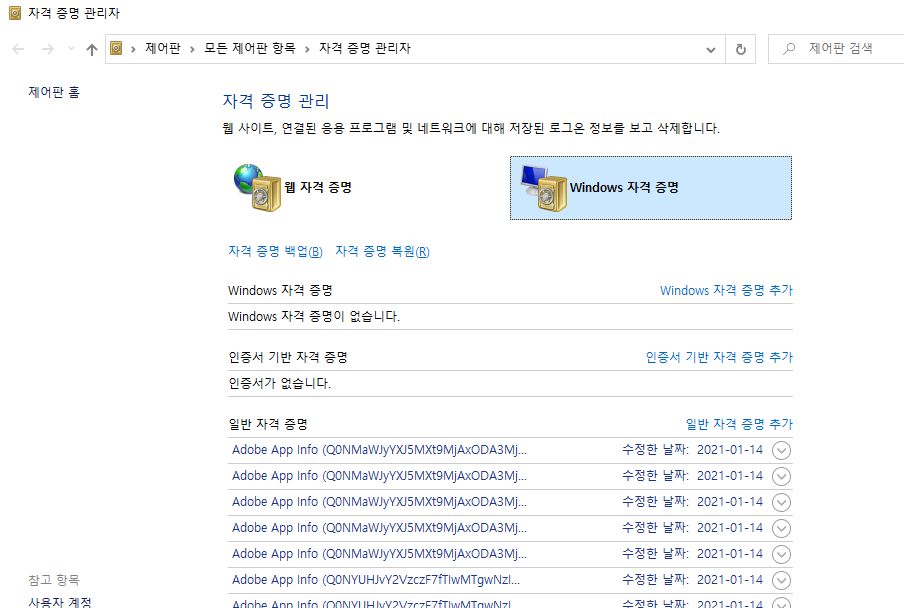 자격 증명 관리자
제어판 › 모든 제어판 항목 › 자격 증명 관리자
제어판 검색
제어판 홈
자격 증명 관리
웹 사이트, 연결된 응용 프로그램 및 네트워크에 대해 저장된 로그온 정보를 보고 삭제합니다.
웹 자격 증명
Windows 자격 증명
자격 증명 백업(B) 자격 증명 복원(R)
Windows 자격 증명 Windows 자격 증명 추가
Windows 자격 증명이 없습니다.
인증서 기반 자격 증명 인증서 기반 자격 증명 추가
인증서가 없습니다.
일반 자격 증명 일반 자격 증명 추가
Adobe App Info (Q0NMaWJyYXJ5MXt9MjAxODA3Mj... 수정한 날짜: 2021-01-14
Adobe App Info (Q0NMaWJyYXJ5MXt9MjAxODA3Mj... 수정한 날짜: 2021-01-14
Adobe App Info (Q0NMaWJyYXJ5MXt9MjAxODA3Mj... 수정한 날짜: 2021-01-14
Adobe App Info (Q0NMaWJyYXJ5MXt9MjAxODA3Mj... 수정한 날짜: 2021-01-14
Adobe App Info (Q0NMaWJyYXJ5MXt9MjAxODA3Mj... 수정한 날짜: 2021-01-14
Adobe App Info (Q0NYUHJvY2VzczF7fTIwMTgwNzI... 수정한 날짜: 2021-01-14
Adobe App Info (Q0NYUHJvY2VzczF7fTIwMTgwNzI... 수정한 날짜: 2021-01-14
참고 항목
사용자 계정